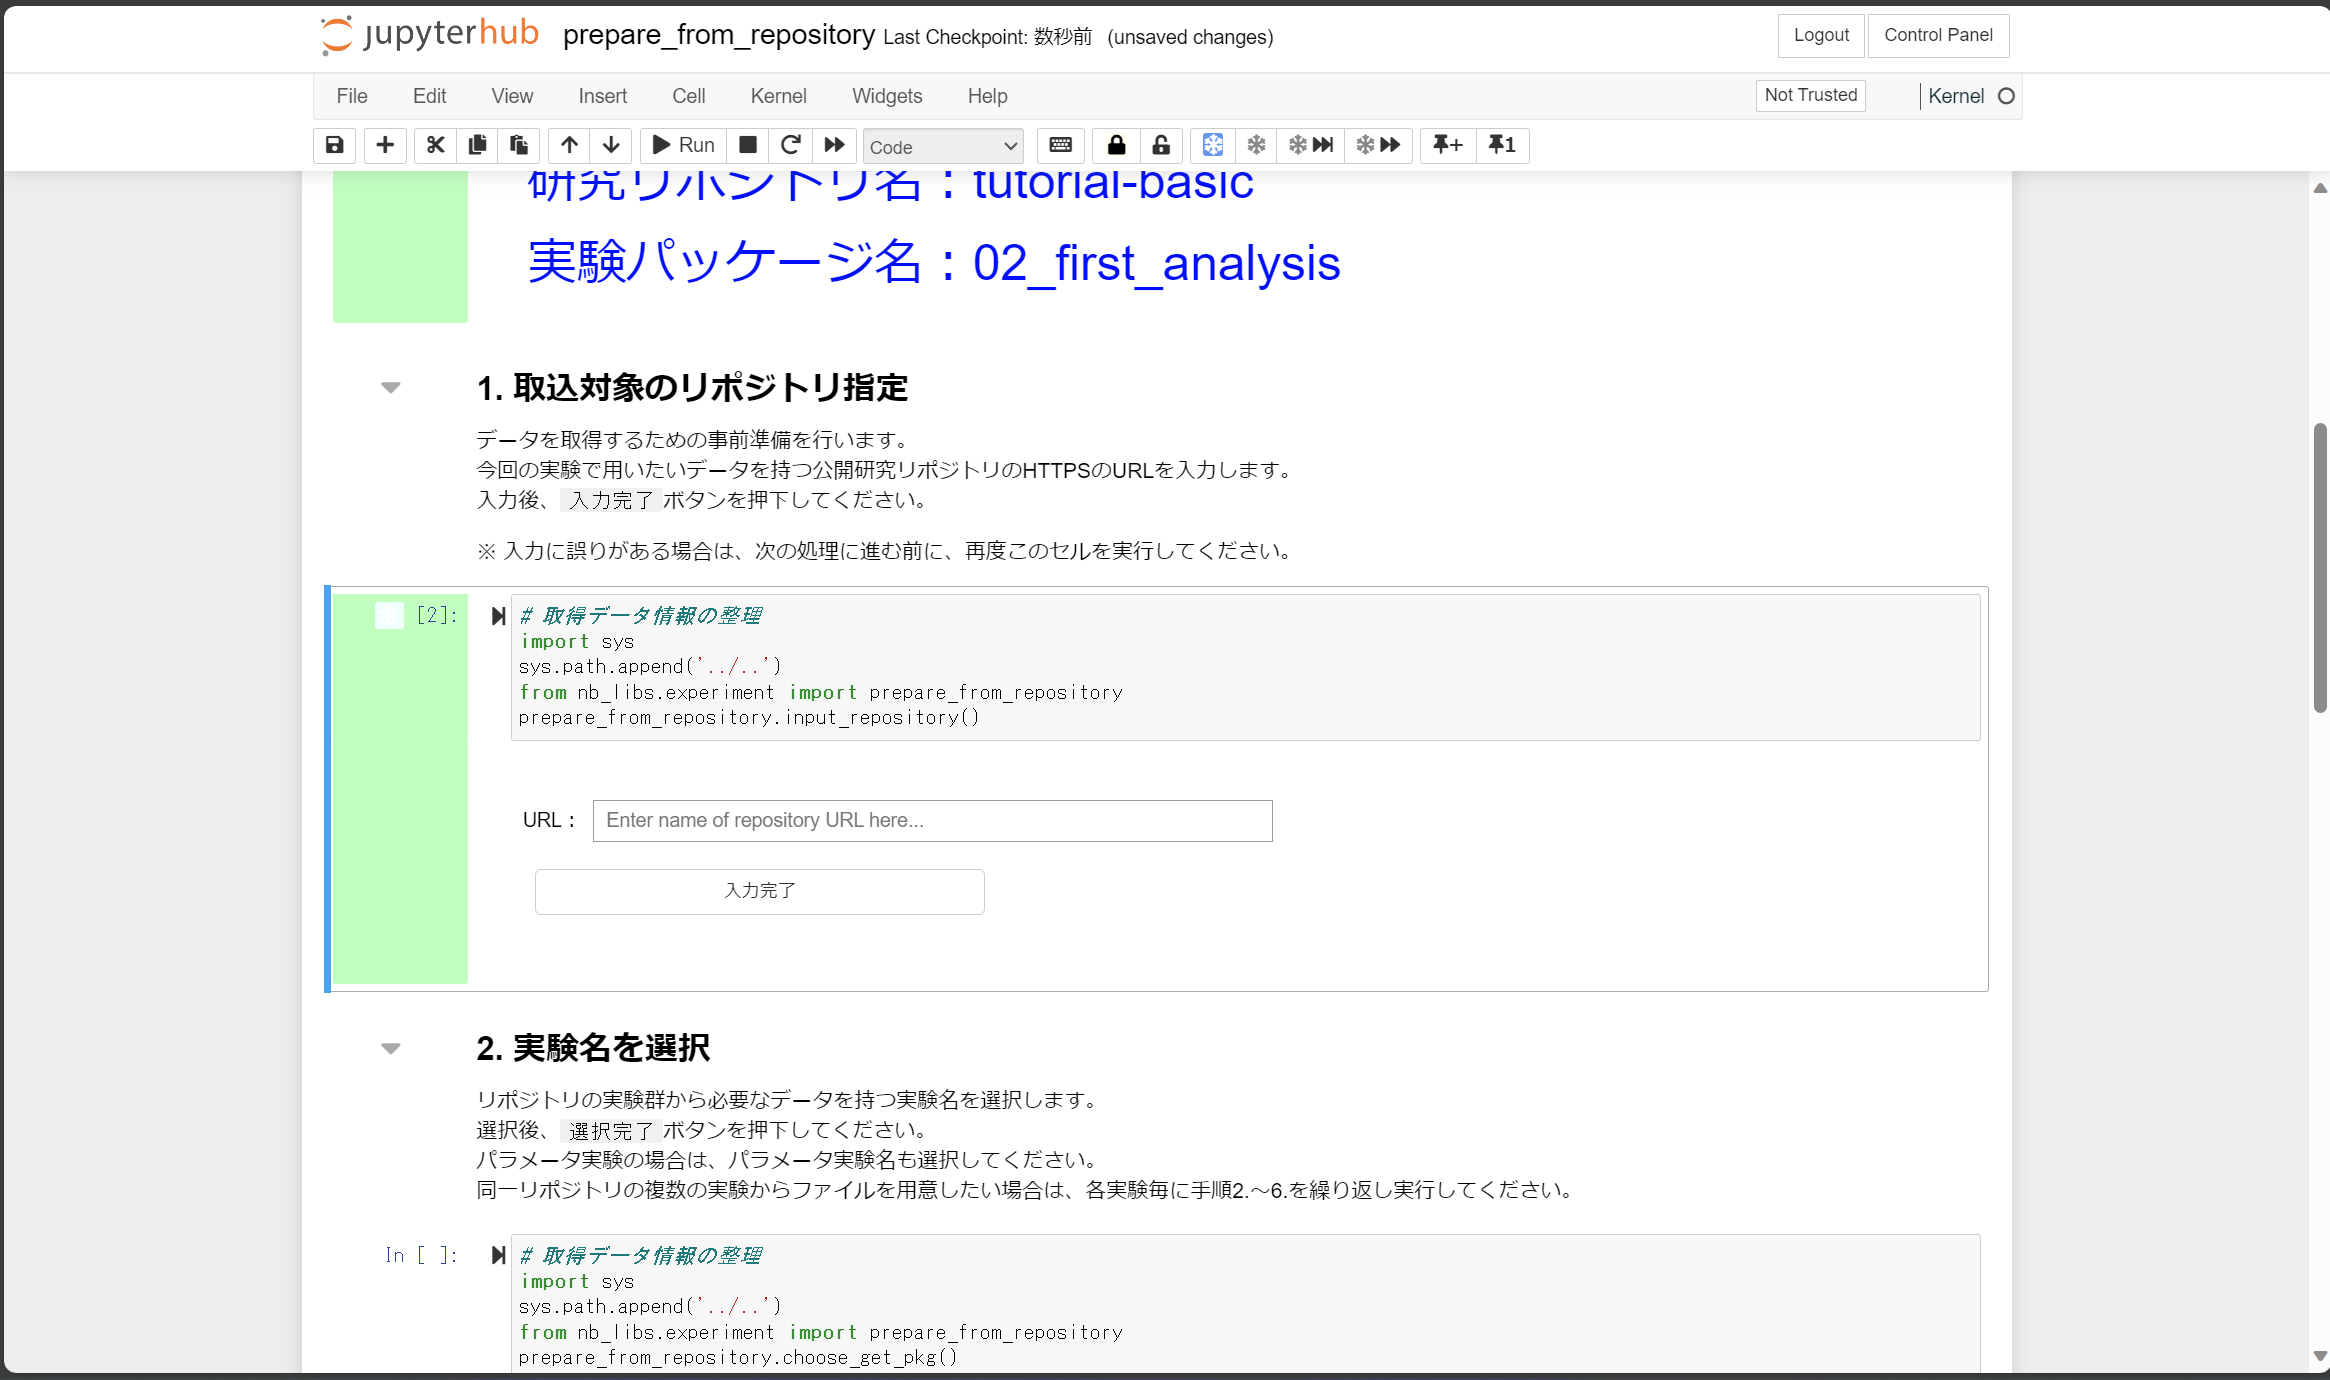 jupyterhub prepare_from_repository Last Checkpoint: 数秒前 (unsaved changes) Logout Control Panel
File Edit View Insert Cell Kernel Widgets Help Not Trusted Kernel
Run Code +1
研究リポジトリ名：tutorial-basic
実験パッケージ名：02_first_analysis
1. 取込対象のリポジトリ指定
データを取得するための事前準備を行います。
今回の実験で用いたいデータを持つ公開研究リポジトリのHTTPSのURLを入力します。
入力後、 入力完了 ボタンを押下してください。
※ 入力に誤りがある場合は、次の処理に進む前に、再度このセルを実行してください。
[2]:
# 取得データ情報の整理
import sys
sys.path.append('../..')
from nb_libs.experiment import prepare_from_repository
prepare_from_repository.input_repository()
URL： Enter name of repository URL here...
入力完了
2. 実験名を選択
リポジトリの実験群から必要なデータを持つ実験名を選択します。
選択後、 選択完了 ボタンを押下してください。
パラメータ実験の場合は、パラメータ実験名も選択してください。
同一リポジトリの複数の実験からファイルを用意したい場合は、各実験毎に手順2.～6.を繰り返し実行してください。
In [ ]:
# 取得データ情報の整理
import sys
sys.path.append('../..')
from nb_libs.experiment import prepare_from_repository
prepare_from_repository.choose_get_pkg()